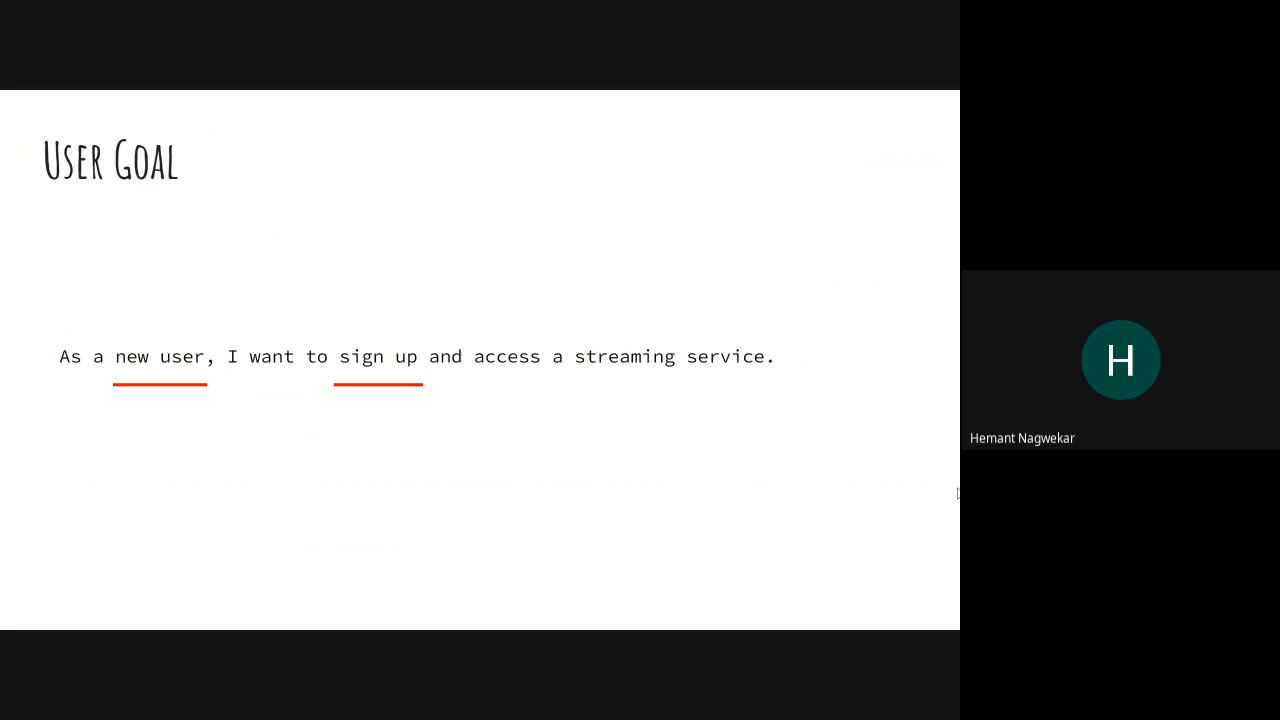 User Goal
As a new user, I want to sign up and access a streaming service.
H
Hemant Nagwekar